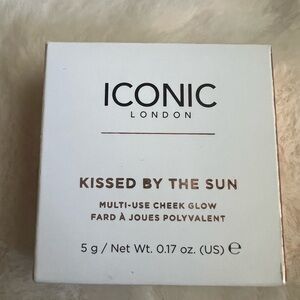 ICONIC
LONDON
KISSED BY THE SUN
MULTI-USE CHEEK GLOW
FARD À JOUES POLYVALENT
5 g / Net Wt. 0.17 oz. (US) ℮